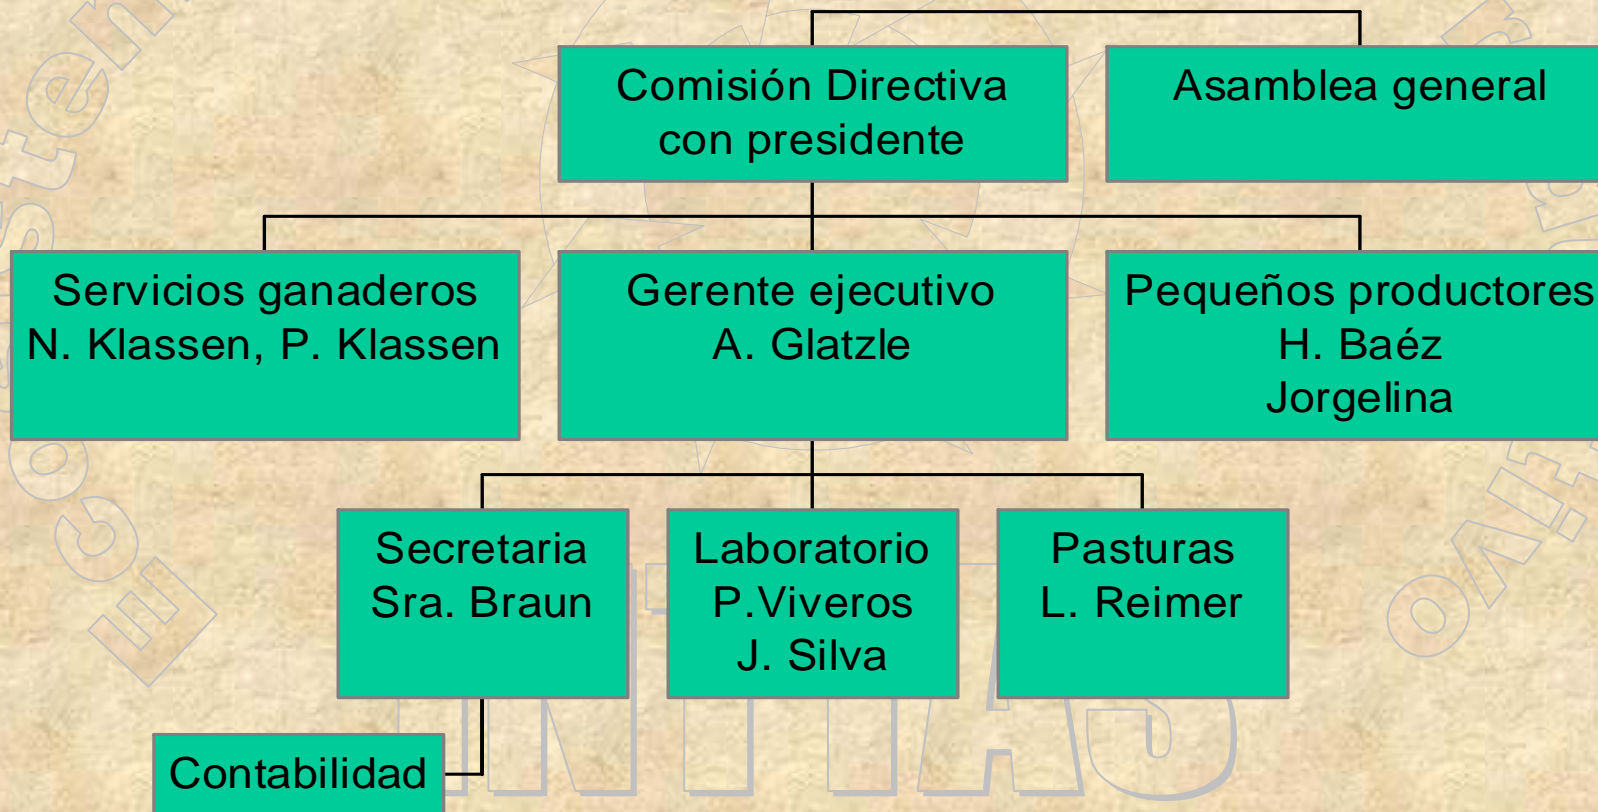 Comisión Directiva
con presidente
Asamblea general
Servicios ganaderos
N. Klassen, P. Klassen
Gerente ejecutivo
A. Glatzle
Pequeños productores
H. Baéz
Jorgelina
Secretaria
Sra. Braun
Laboratorio
P.Viveros
J. Silva
Pasturas
L. Reimer
Contabilidad
INTTAS